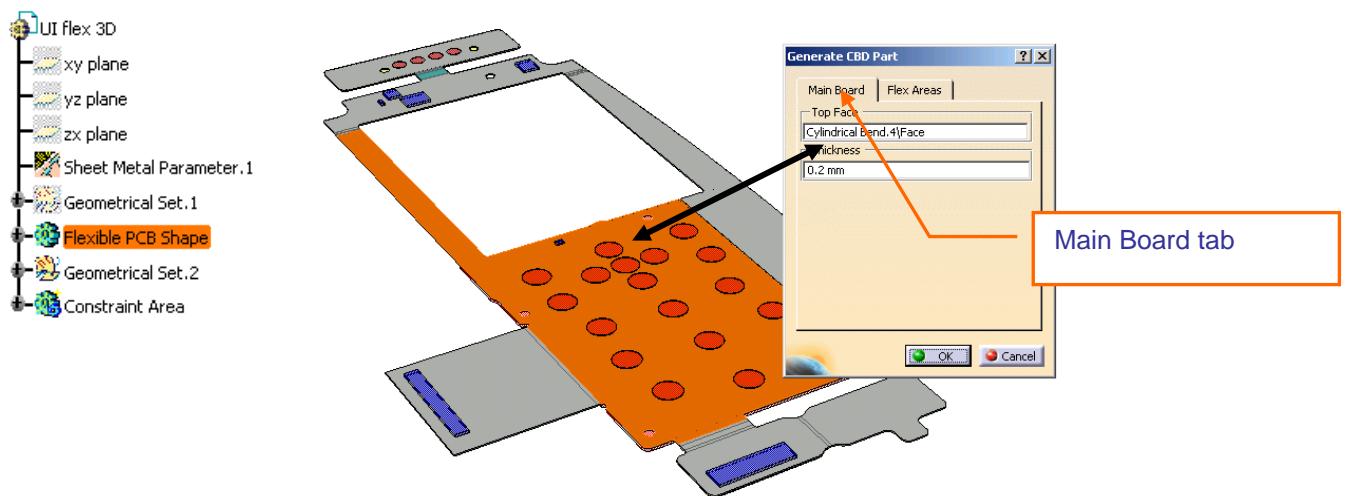 UI flex 3D
xy plane
yz plane
zx plane
Sheet Metal Parameter.1
Geometrical Set.1
Flexible PCB Shape
Geometrical Set.2
Constraint Area
Generate CBD Part
Main Board Flex Areas
Top Face
Cylindrical Bend.4\Face
Thickness
0.2 mm
OK Cancel
Main Board tab